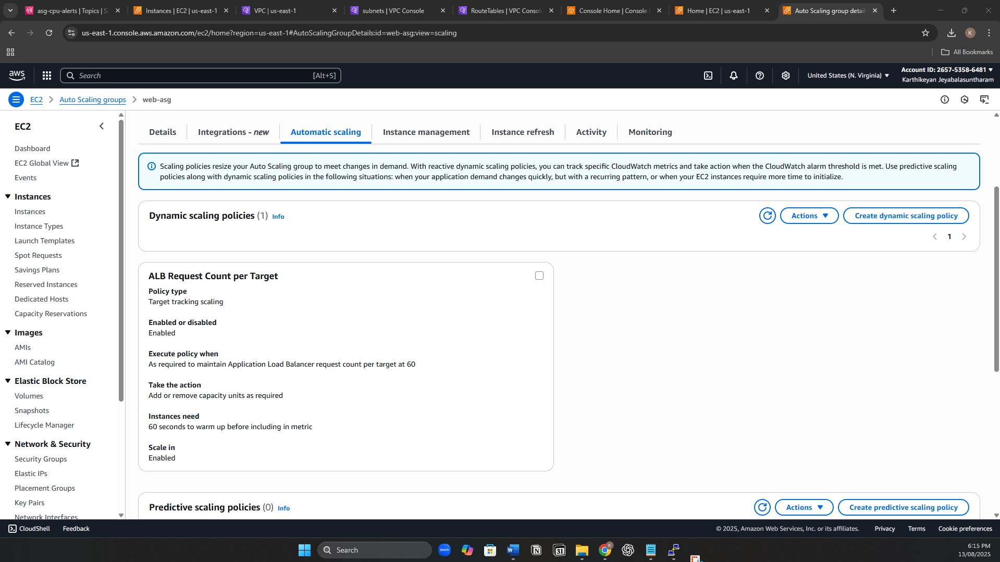 asg-cpu-alerts | Topics | Si
Instances | EC2 | us-east-1
VPC | us-east-1
subnets | VPC Console
RouteTables | VPC Console
Console Home | Console
Home | EC2 | us-east-1
Auto Scaling group detail
us-east-1.console.aws.amazon.com/ec2/home?region=us-east-1#AutoScalingGroupDetails:id=web-asg;view=scaling
K
All Bookmarks
aws
Search
[Alt+S]
United States (N. Virginia)
Account ID: 2657-5358-6481
Karthikeyan Jeyabalasuntharam
EC2
Auto Scaling groups
web-asg
EC2
Dashboard
EC2 Global View
Events
Instances
Instances
Instance Types
Launch Templates
Spot Requests
Savings Plans
Reserved Instances
Dedicated Hosts
Capacity Reservations
Images
AMIs
AMI Catalog
Elastic Block Store
Volumes
Snapshots
Lifecycle Manager
Network & Security
Security Groups
Elastic IPs
Placement Groups
Key Pairs
Network Interfaces
Details
Integrations - new
Automatic scaling
Instance management
Instance refresh
Activity
Monitoring
Scaling policies resize your Auto Scaling group to meet changes in demand. With reactive dynamic scaling policies, you can track specific CloudWatch metrics and take action when the CloudWatch alarm threshold is met. Use predictive scaling
policies along with dynamic scaling policies in the following situations: when your application demand changes quickly, but with a recurring pattern, or when your EC2 instances require more time to initialize.
Dynamic scaling policies (1) Info
Actions
Create dynamic scaling policy
1
ALB Request Count per Target
Policy type
Target tracking scaling
Enabled or disabled
Enabled
Execute policy when
As required to maintain Application Load Balancer request count per target at 60
Take the action
Add or remove capacity units as required
Instances need
60 seconds to warm up before including in metric
Scale in
Enabled
Predictive scaling policies (0) Info
Actions
Create predictive scaling policy
CloudShell
Feedback
© 2025, Amazon Web Services, Inc. or its affiliates.
Privacy
Terms
Cookie preferences
Search
zoom
W
N
31
K
6:15 PM
13/08/2025